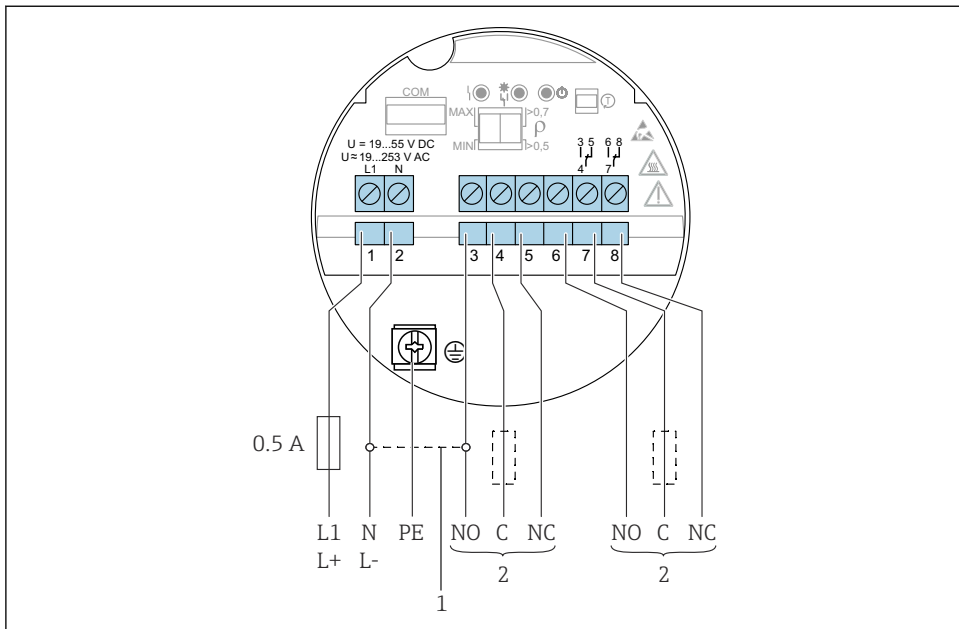 COM
MAX
>0,7
ρ
MIN
>0,5
T
U = 19...55 V DC
U≂19...253 V AC
L1 N
3 5
4
6 8
7
1 2 3 4 5 6 7 8
0.5 A
L1 N PE NO C NC NO C NC
L+ L-
2 2
1